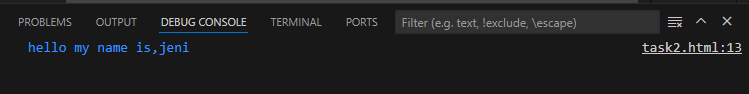 PROBLEMS OUTPUT DEBUG CONSOLE TERMINAL PORTS Filter (e.g. text, !exclude, \escape)
hello my name is,jeni task2.html:13